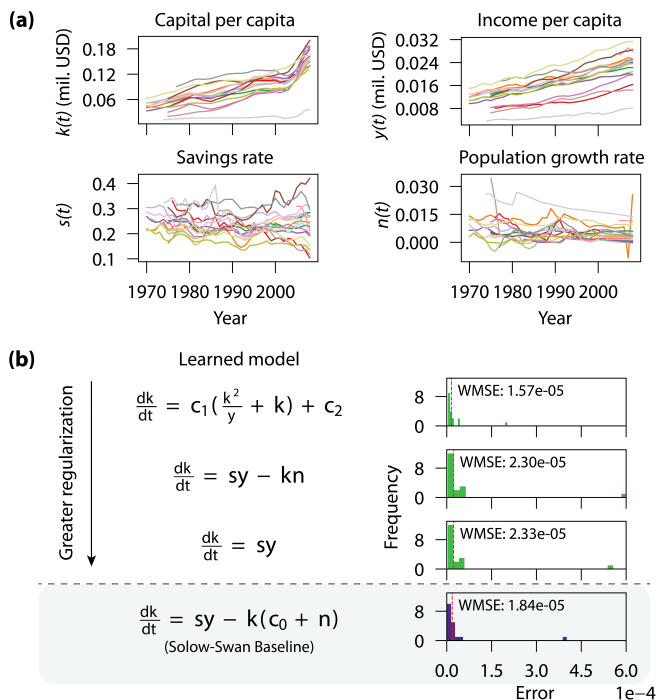 (a)
Capital per capita
k(t) (mil. USD)
0.18
0.12
0.06
Income per capita
y(t) (mil. USD)
0.032
0.024
0.016
0.008
Savings rate
s(t)
0.4
0.3
0.2
0.1
1970 1980 1990 2000
Year
Population growth rate
n(t)
0.030
0.015
0.000
1970 1980 1990 2000
Year
(b)
Learned model
Greater regularization
dk/dt = c₁(k²/y + k) + c₂
dk/dt = sy − kn
dk/dt = sy
dk/dt = sy − k(c₀ + n)
(Solow-Swan Baseline)
Frequency
8
0
WMSE: 1.57e-05
8
0
WMSE: 2.30e-05
8
0
WMSE: 2.33e-05
8
0
WMSE: 1.84e-05
0.0 1.5 3.0 4.5 6.0
Error
1e−4